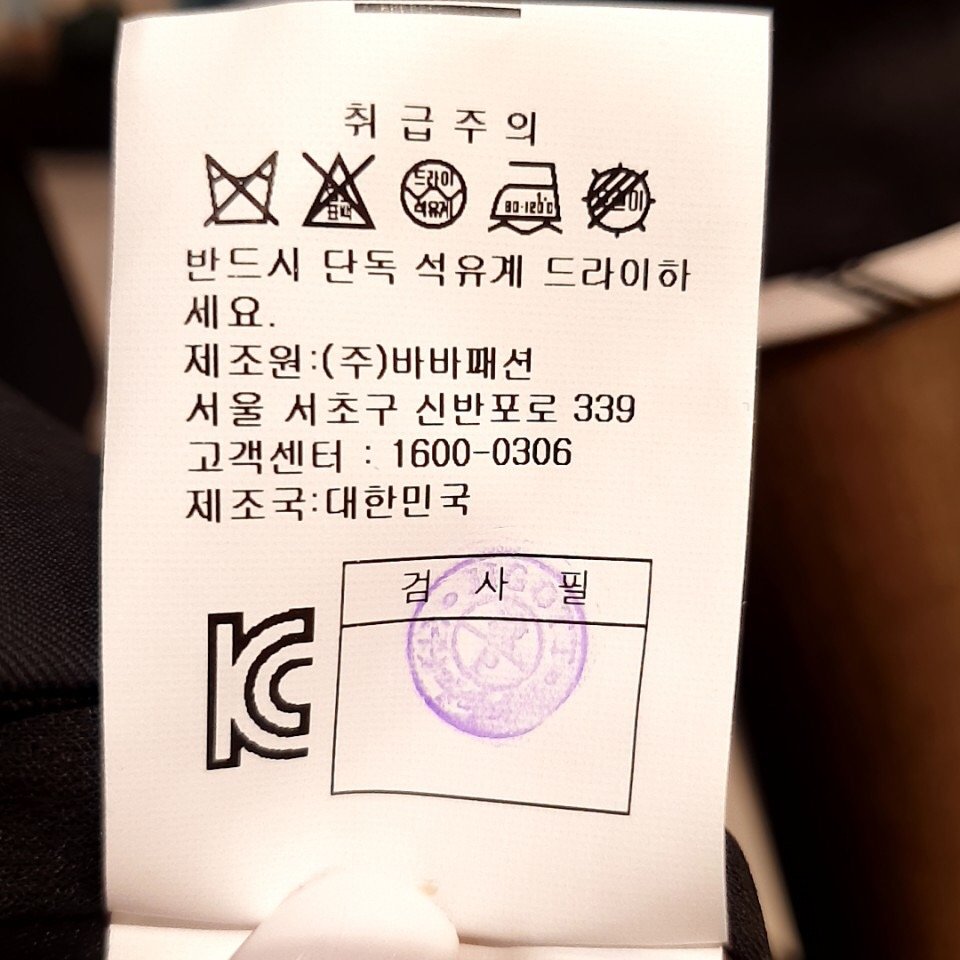 취급주의
표백 드라이 석유계 80-120℃
반드시 단독 석유계 드라이하
세요.
제조원:(주)바바패션
서울 서초구 신반포로 339
고객센터 : 1600-0306
제조국:대한민국
검 사 필
KC